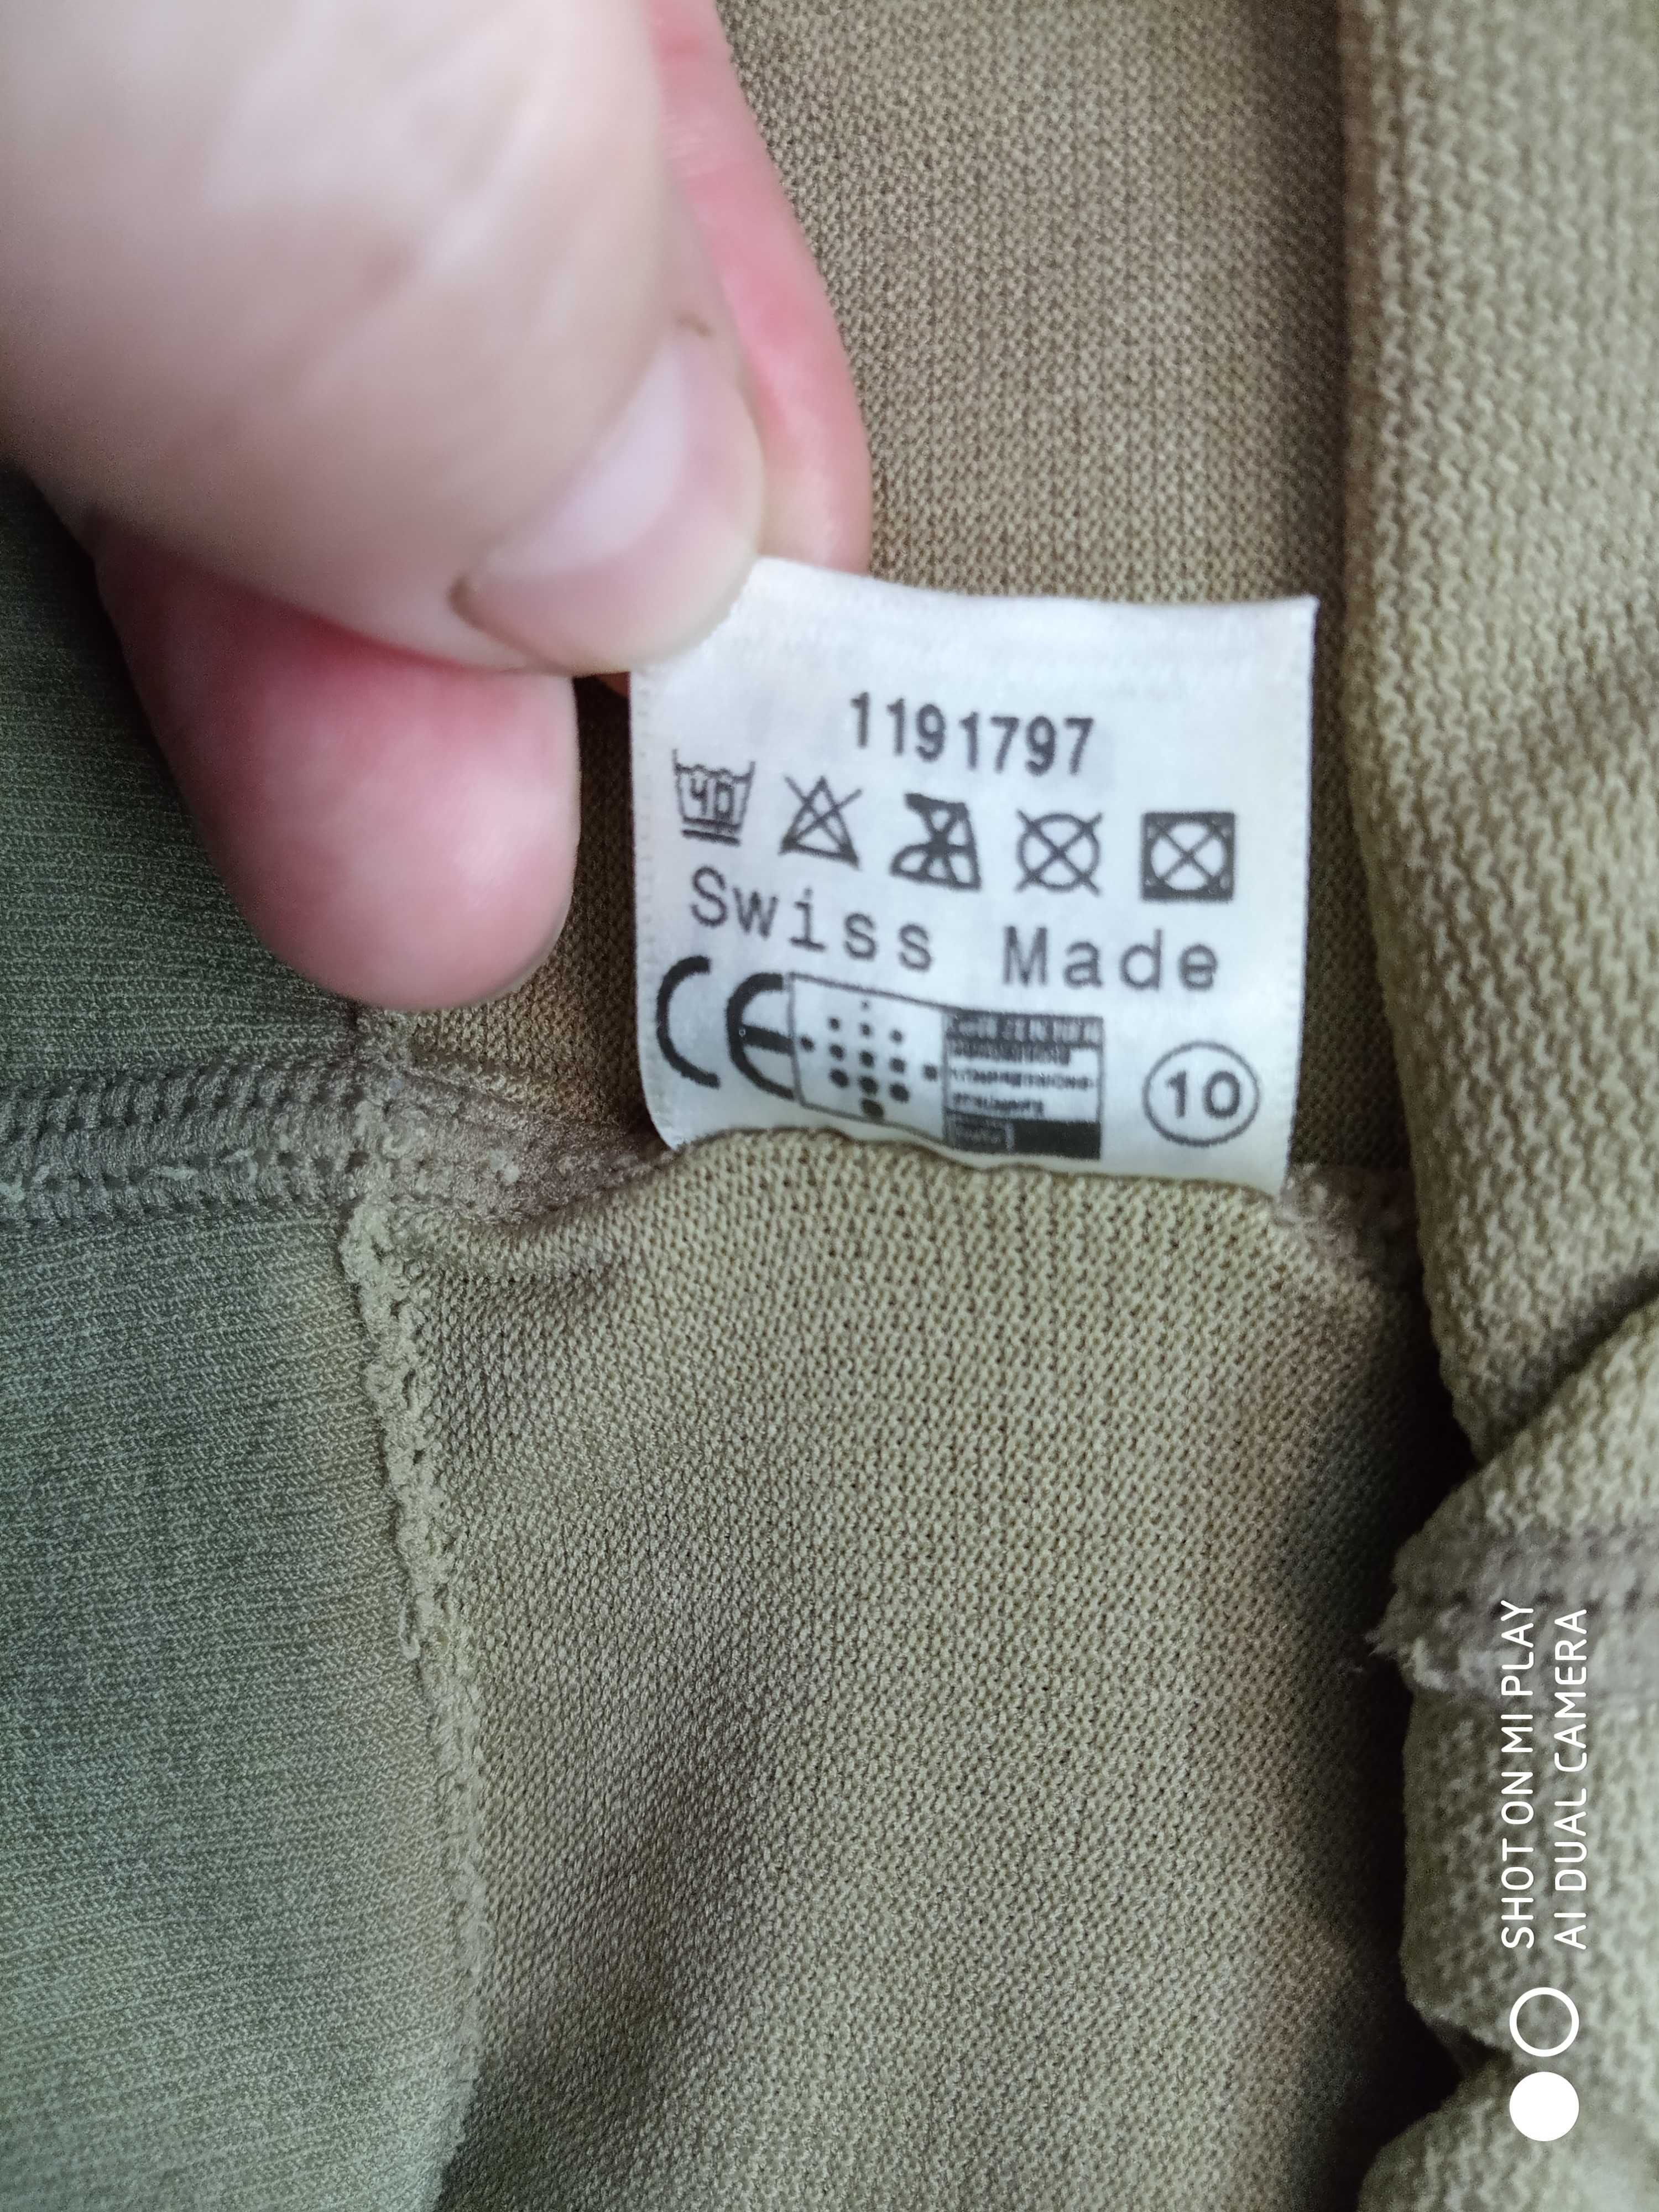 1191797
40
Swiss Made
CE
10
SHOT ON MI PLAY
AI DUAL CAMERA